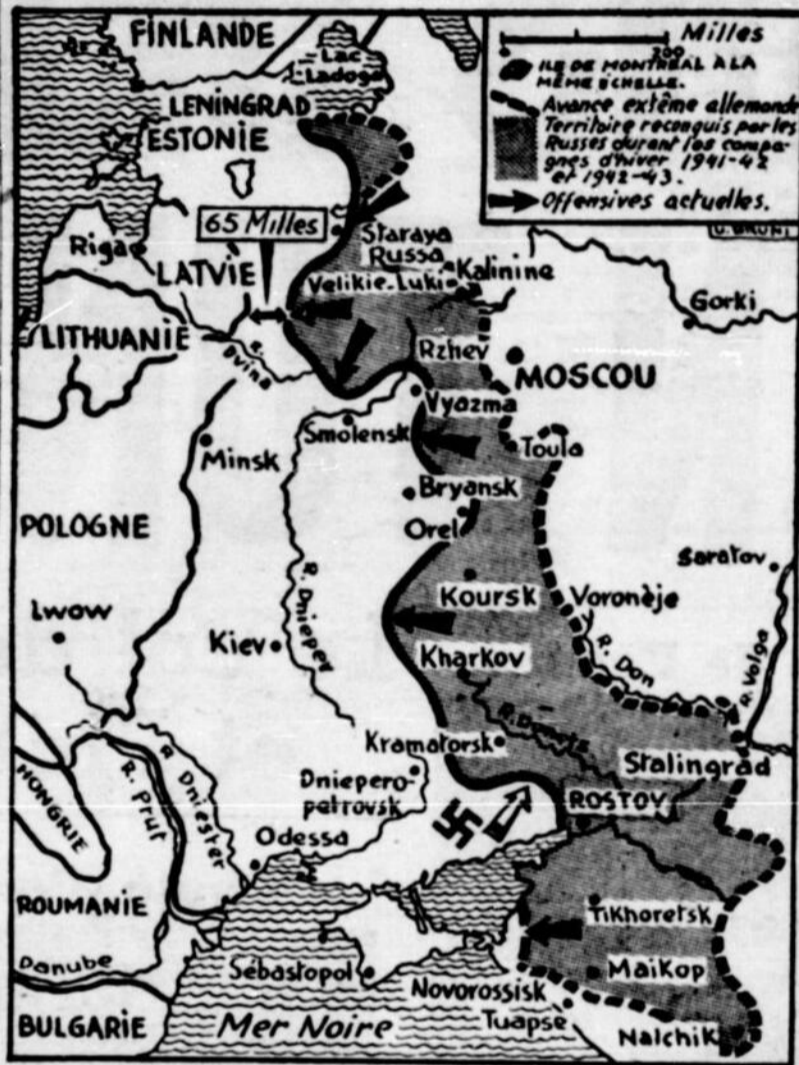 FINLANDE
Lac
Ladoga
LENINGRAD
ESTONIE
Milles
200
ILE DE MONTRÉAL A LA
MÊME ÉCHELLE.
Avance extême allemande
Territoire reconquis par les
Russes durant les campa-
gnes d'hiver 1941-42
et 1942-43.
Offensives actuelles.
65 Milles
Staraya
Russa
Riga
LATVIE
Velikie-Luki
Kalinine
Gorki
LITHUANIE
R. Dvina
Rzhev
MOSCOU
Vyazma
Smolensk
Toula
Minsk
Bryansk
POLOGNE
Orel
Saratov
Koursk
Voronèje
Lwow
R. Dnieper
Kiev
Kharkov
R. Don
R. Volga
R. Donetz
Kramatorsk
Stalingrad
HONGRIE
R. Prut
R. Dniester
Dniepero-
petrovsk
ROSTOV
Odessa
ROUMANIE
Tikhoretsk
Danube
Sébastopol
Novorossisk
Maikop
BULGARIE
Mer Noire
Tuapse
Nalchik